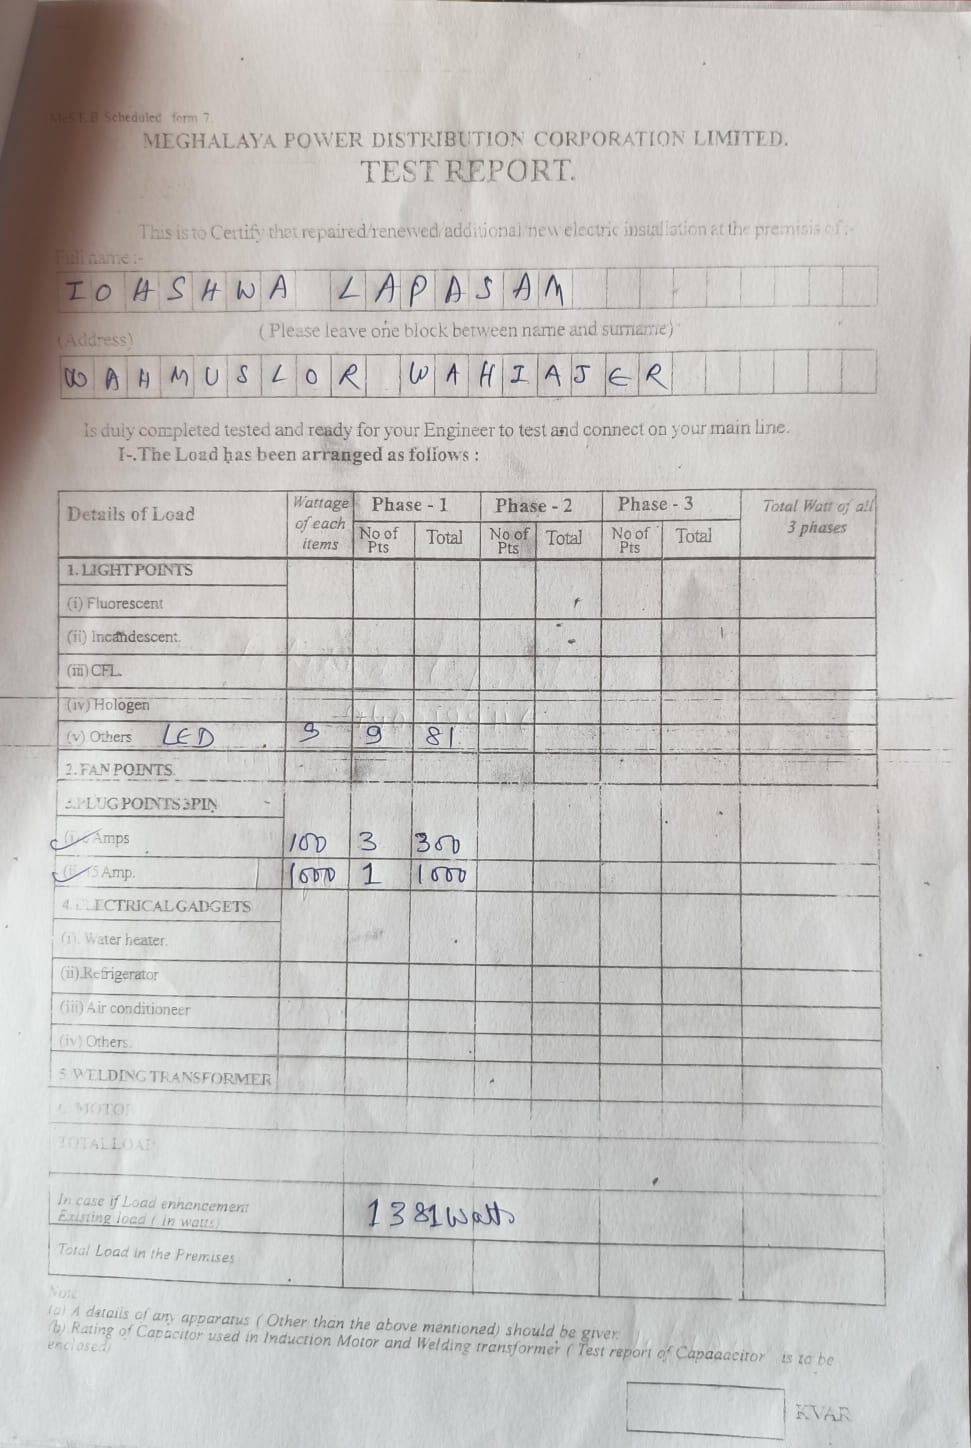 MeS.E.B Scheduled form 7.
MEGHALAYA POWER DISTRIBUTION CORPORATION LIMITED.
TEST REPORT.
This is to Certify that repaired/renewed/additional/new electric installation at the premisis of:-
Full name:-
IOHSHWA LAPASAM
(Please leave one block between name and surname)
(Address)
WAHMUSLOR WAHIAJER
Is duly completed tested and ready for your Engineer to test and connect on your main line.
I-.The Load has been arranged as follows :
Details of Load Wattage of each items Phase - 1 Phase - 2 Phase - 3 Total Watt of all 3 phases
No of Pts Total No of Pts Total No of Pts Total
1. LIGHT POINTS
(i) Fluorescent
(ii) Incandescent.
(iii) CFL.
(iv) Hologen
(v) Others LED 9 9 81
2. FAN POINTS.
3. PLUG POINTS 3PIN
Amps 100 3 300
15 Amp. 1000 1 1000
4. ELECTRICAL GADGETS
(i). Water heater.
(ii).Refrigerator
(iii) Air conditioneer
(iv) Others.
5 WELDING TRANSFORMER
6. MOTOR
TOTAL LOAD
In case if Load enhancement
Existing load ( in watts) 1381 Watts
Total Load in the Premises
Note
(a) A details of any apparatus ( Other than the above mentioned) should be given.
(b) Rating of Capacitor used in Induction Motor and Welding transformer ( Test report of Capaaacitor is to be
enclosed)
KVAR